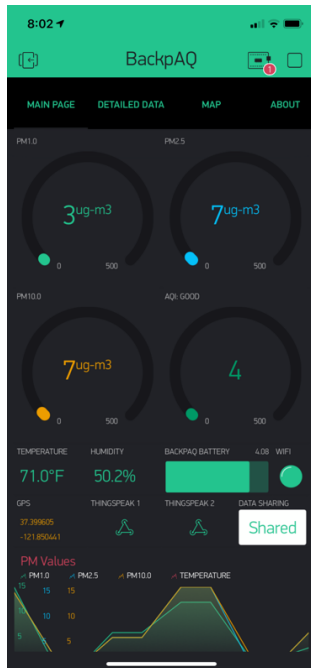 8:02
BackpAQ
1
MAIN PAGE DETAILED DATA MAP ABOUT
PM1.0 PM2.5
3ug-m3 7ug-m3
0 500 0 500
PM10.0 AQI: GOOD
7ug-m3 4
0 500 0 500
TEMPERATURE HUMIDITY BACKPAQ BATTERY 4.08 WIFI
71.0°F 50.2%
GPS THINGSPEAK 1 THINGSPEAK 2 DATA SHARING
37.399605
-121.850441
Shared
PM Values
PM1.0 PM2.5 PM10.0 TEMPERATURE
15 15 15
10 10 10
5 5 5